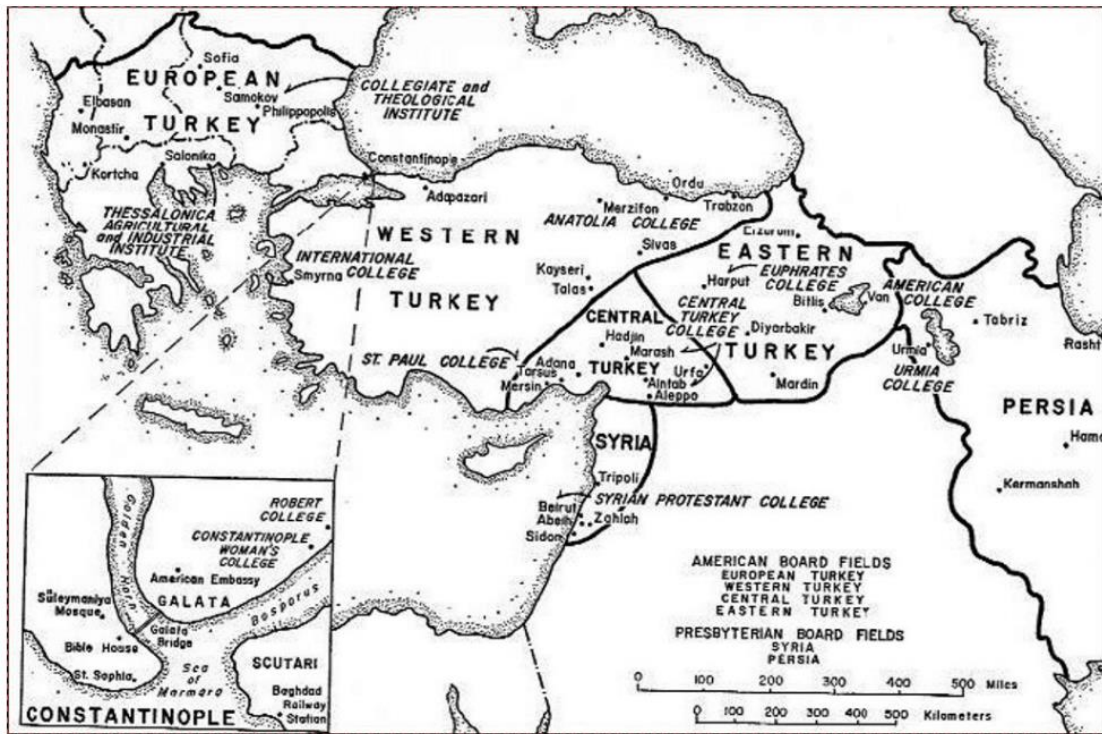 Sofia
EUROPEAN
Samokov
COLLEGIATE and
THEOLOGICAL
INSTITUTE
Elbasan
Philippopolis
Monastir
TURKEY
Salonika
Kortcha
Constantinople
Adapazari
THESSALONICA
AGRICULTURAL
and INDUSTRIAL
INSTITUTE
WESTERN
TURKEY
INTERNATIONAL
COLLEGE
Smyrna
Merzifon
Ordu
Trabzon
ANATOLIA COLLEGE
Sivas
Kayseri
Talas
Erzurum
EASTERN
TURKEY
Harput
EUPHRATES
COLLEGE
Bitlis
Van
AMERICAN
COLLEGE
Diyarbakir
Mardin
CENTRAL
TURKEY
COLLEGE
CENTRAL
TURKEY
Hadjin
Marash
Urfa
Aintab
Aleppo
ST. PAUL COLLEGE
Adana
Tarsus
Mersin
Urmia
URMIA
COLLEGE
Tabriz
Rasht
PERSIA
Hama
Kermanshah
SYRIA
Tripoli
SYRIAN PROTESTANT COLLEGE
Beirut
Abeih
Zahlah
Sidon
AMERICAN BOARD FIELDS
EUROPEAN TURKEY
WESTERN TURKEY
CENTRAL TURKEY
EASTERN TURKEY
PRESBYTERIAN BOARD FIELDS
SYRIA
PERSIA
0 100 200 300 400 500 Miles
0 100 200 300 400 500 Kilometers
Golden Horn
ROBERT
COLLEGE
CONSTANTINOPLE
WOMAN'S
COLLEGE
American Embassy
GALATA
Bosporus
Suleymaniya
Mosque
Galata
Bridge
Bible House
St. Sophia
Sea
of
Marmara
SCUTARI
Baghdad
Railway
Station
CONSTANTINOPLE